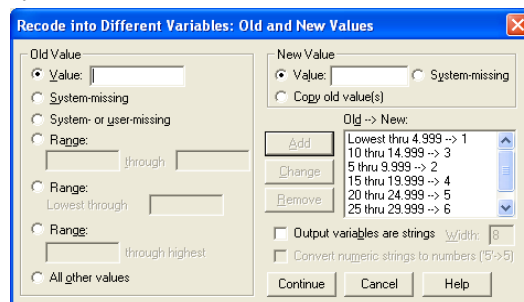 Recode into Different Variables: Old and New Values
Old Value
Value:
System-missing
System- or user-missing
Range:
through
Range:
Lowest through
Range:
through highest
All other values
New Value
Value:
System-missing
Copy old value(s)
Old --> New:
Add
Change
Remove
Lowest thru 4.999 --> 1
10 thru 14.999 --> 3
5 thru 9.999 --> 2
15 thru 19.999 --> 4
20 thru 24.999 --> 5
25 thru 29.999 --> 6
Output variables are strings Width: 8
Convert numeric strings to numbers ('5'->5)
Continue Cancel Help